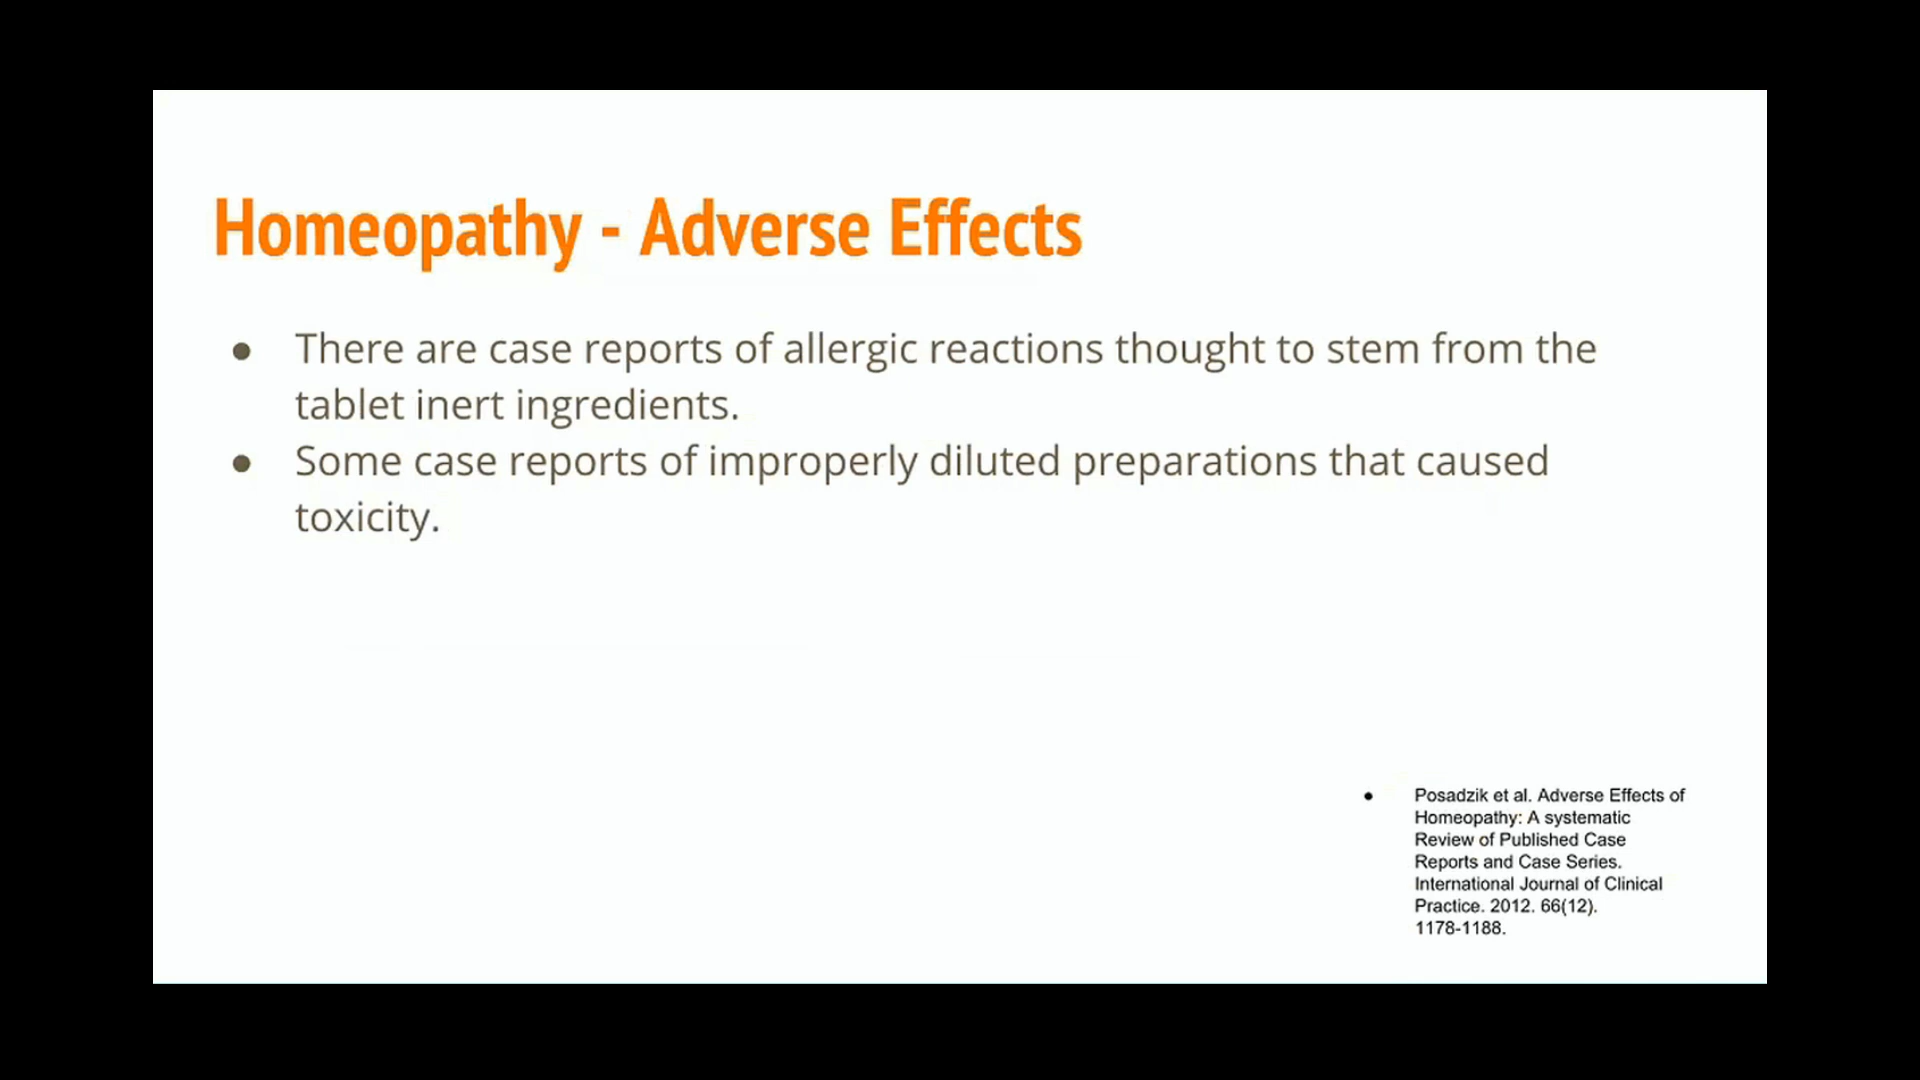 Homeopathy - Adverse Effects
● There are case reports of allergic reactions thought to stem from the
tablet inert ingredients.
● Some case reports of improperly diluted preparations that caused
toxicity.
● Posadzik et al. Adverse Effects of
Homeopathy: A systematic
Review of Published Case
Reports and Case Series.
International Journal of Clinical
Practice. 2012. 66(12).
1178-1188.